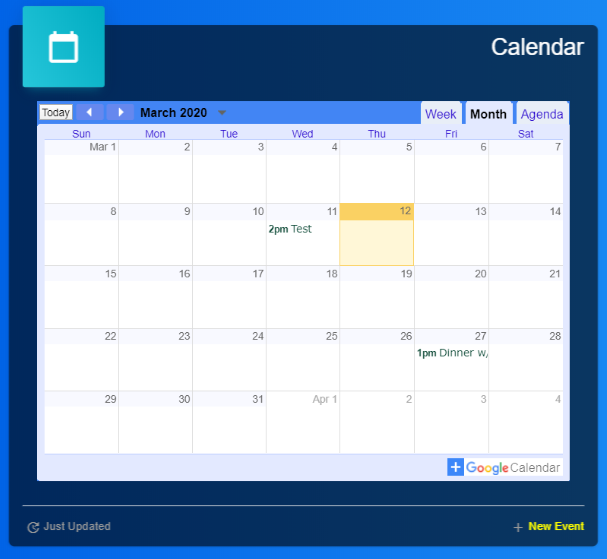 Calendar
Today March 2020 Week Month Agenda
Sun Mon Tue Wed Thu Fri Sat
Mar 1 2 3 4 5 6 7
8 9 10 11 12 13 14
2pm Test
15 16 17 18 19 20 21
22 23 24 25 26 27 28
1pm Dinner w/
29 30 31 Apr 1 2 3 4
+ Google Calendar
Just Updated + New Event